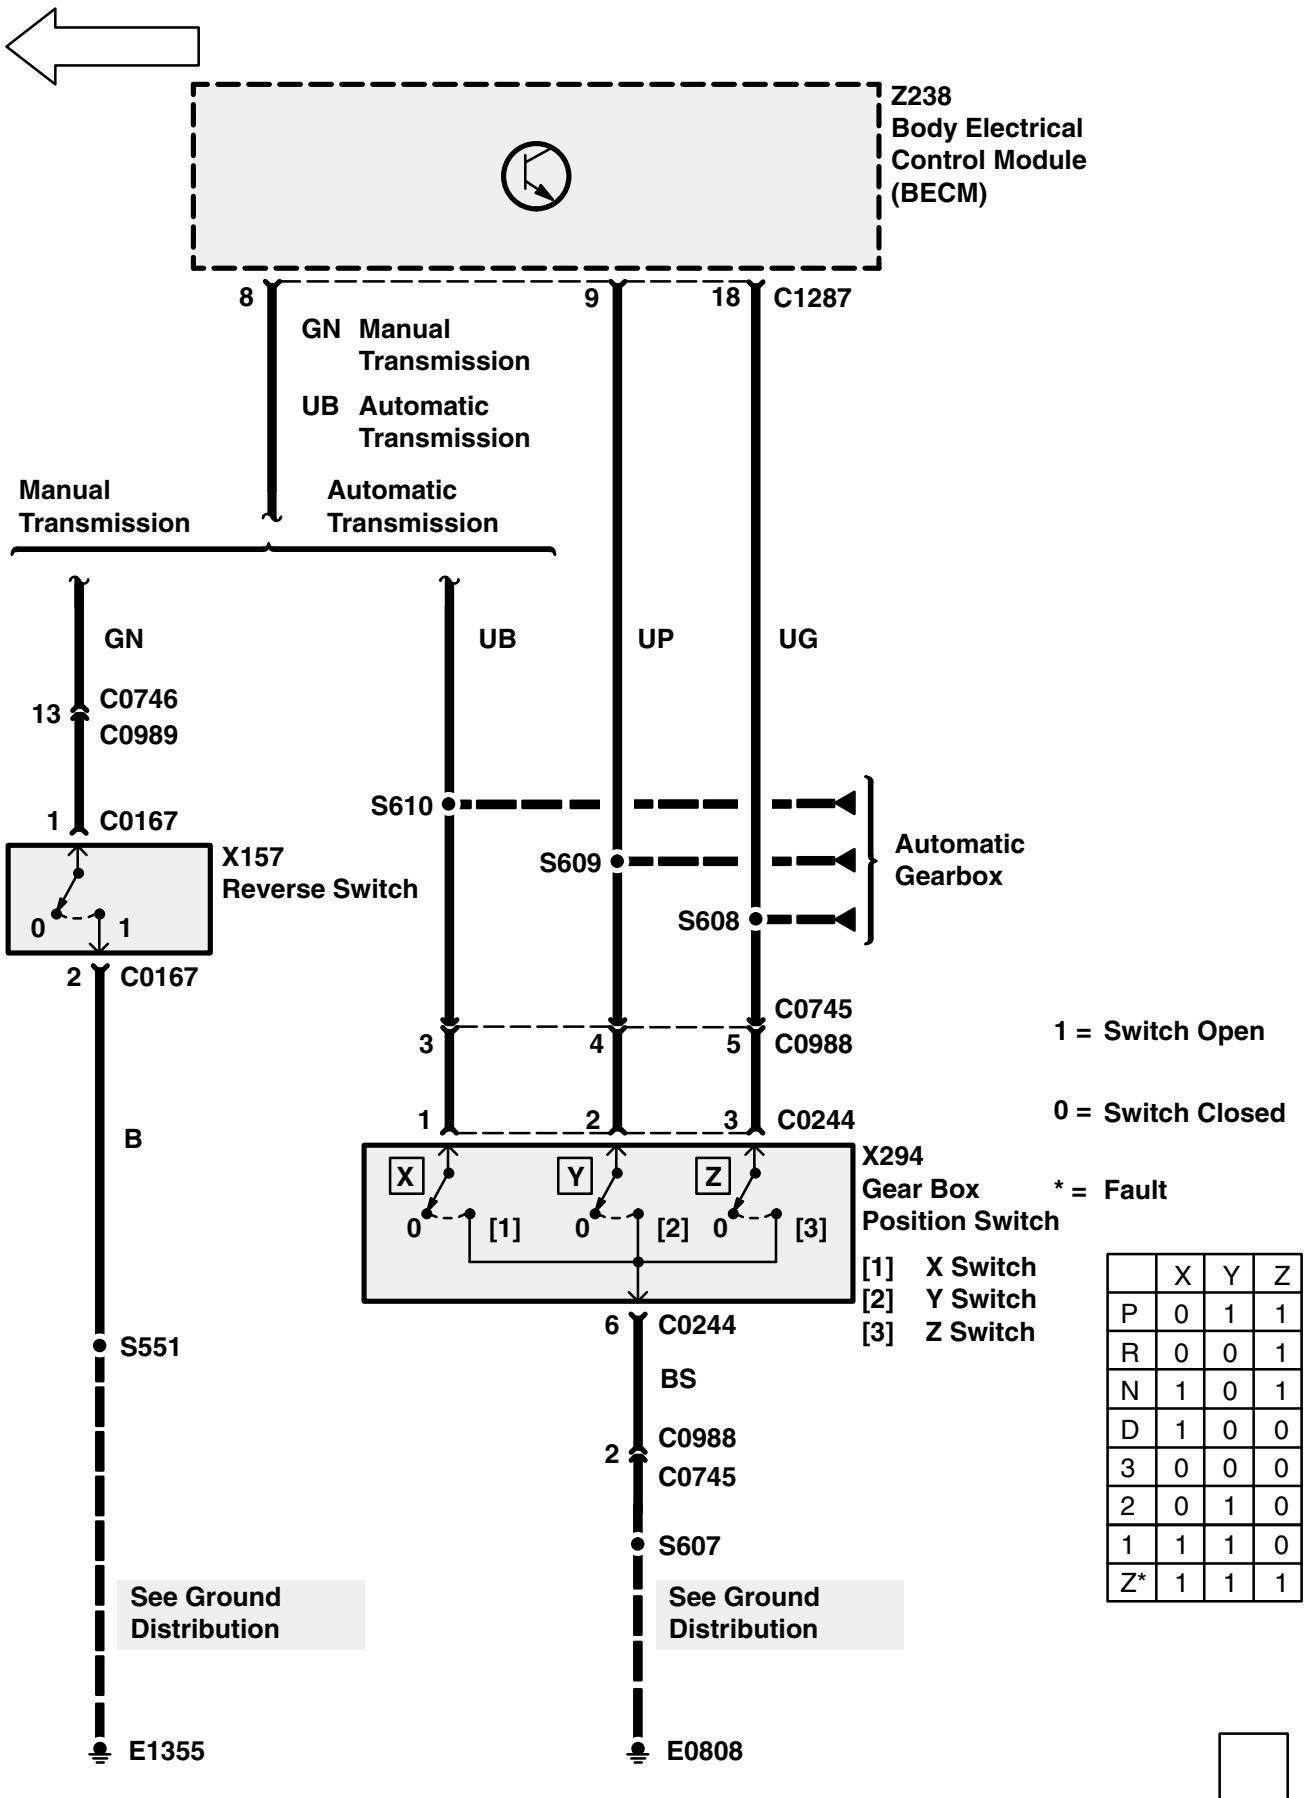 Z238
Body Electrical
Control Module
(BECM)
8
9
18
C1287
GN Manual
Transmission
UB Automatic
Transmission
Manual
Transmission
Automatic
Transmission
GN
UB
UP
UG
13
C0746
C0989
1
C0167
S610
S609
S608
Automatic
Gearbox
X157
Reverse Switch
0
1
2
C0167
C0745
3
4
5
C0988
1 = Switch Open
0 = Switch Closed
* = Fault
1
2
3
C0244
B
X
Y
Z
0
[1]
0
[2]
0
[3]
X294
Gear Box
Position Switch
[1] X Switch
[2] Y Switch
[3] Z Switch
6
C0244
BS
2
C0988
C0745
S551
S607
X Y Z
P 0 1 1
R 0 0 1
N 1 0 1
D 1 0 0
3 0 0 0
2 0 1 0
1 1 1 0
Z* 1 1 1
See Ground
Distribution
See Ground
Distribution
E1355
E0808